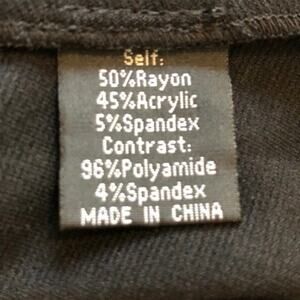 Self:
50%Rayon
45%Acrylic
5%Spandex
Contrast:
96%Polyamide
4%Spandex
MADE IN CHINA